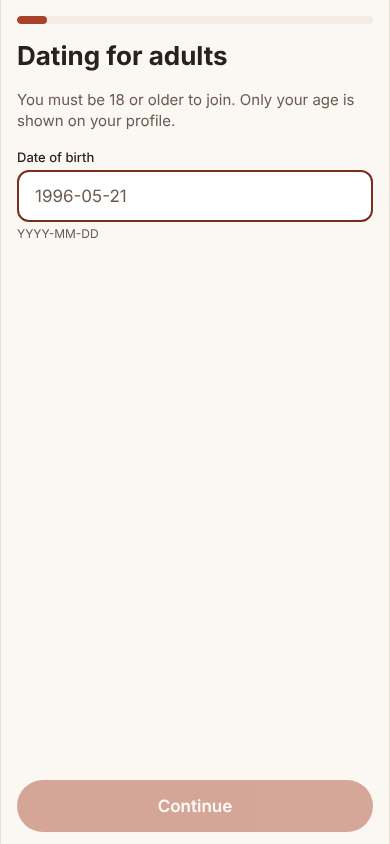 Dating for adults
You must be 18 or older to join. Only your age is
shown on your profile.
Date of birth
1996-05-21
YYYY-MM-DD
Continue